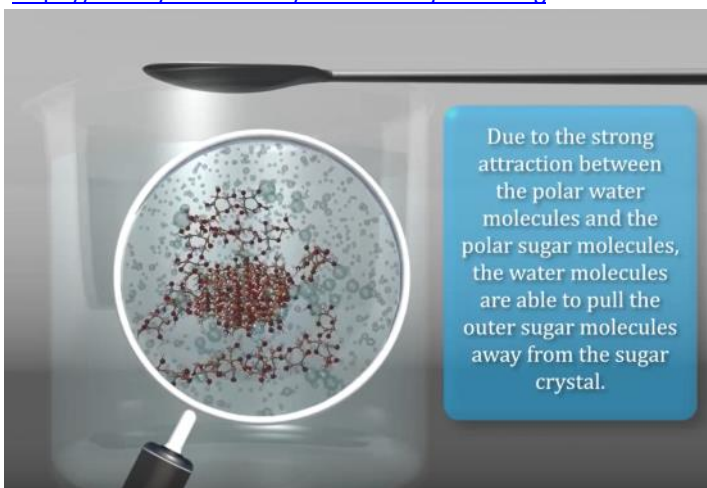 Due to the strong
attraction between
the polar water
molecules and the
polar sugar molecules,
the water molecules
are able to pull the
outer sugar molecules
away from the sugar
crystal.